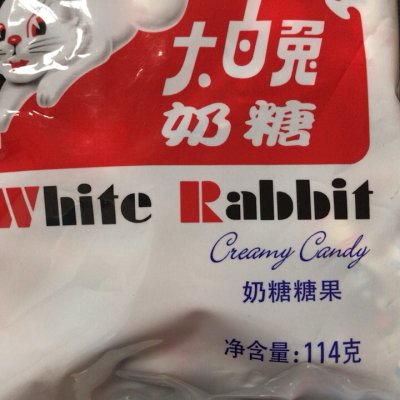 大白兔
奶糖
White Rabbit
Creamy Candy
奶糖糖果
净含量:114克